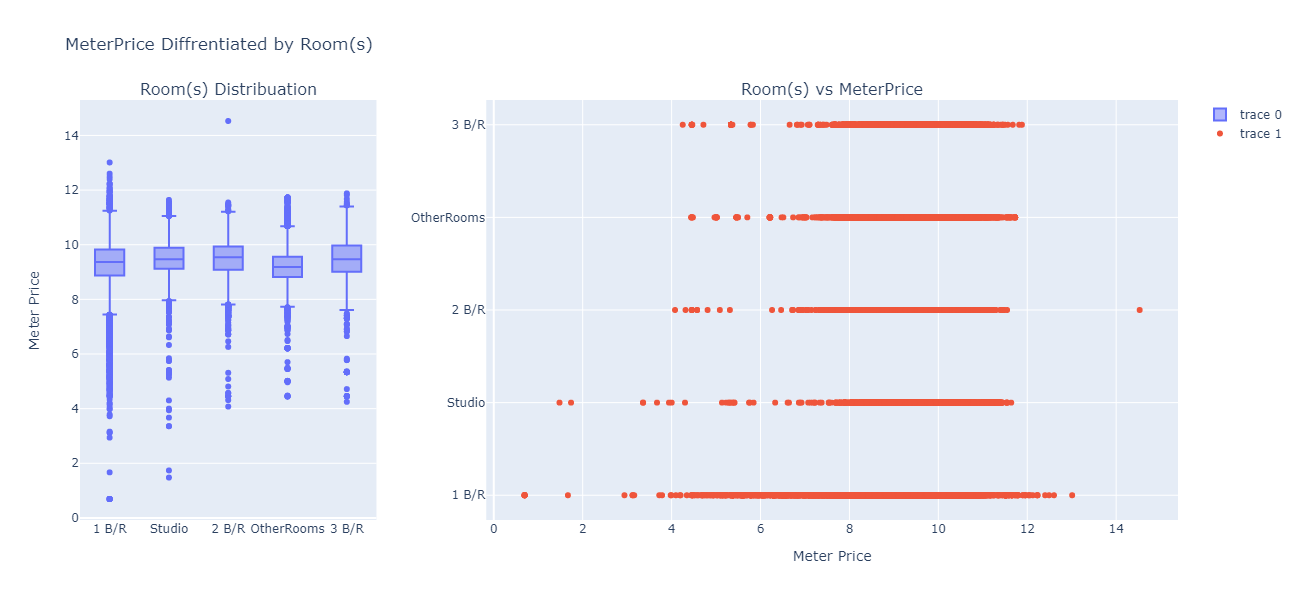 MeterPrice Diffrentiated by Room(s)
Room(s) Distribuation
Room(s) vs MeterPrice
trace 0
trace 1
Meter Price
14
12
10
8
6
4
2
0
1 B/R
Studio
2 B/R
OtherRooms
3 B/R
3 B/R
OtherRooms
2 B/R
Studio
1 B/R
0
2
4
6
8
10
12
14
Meter Price